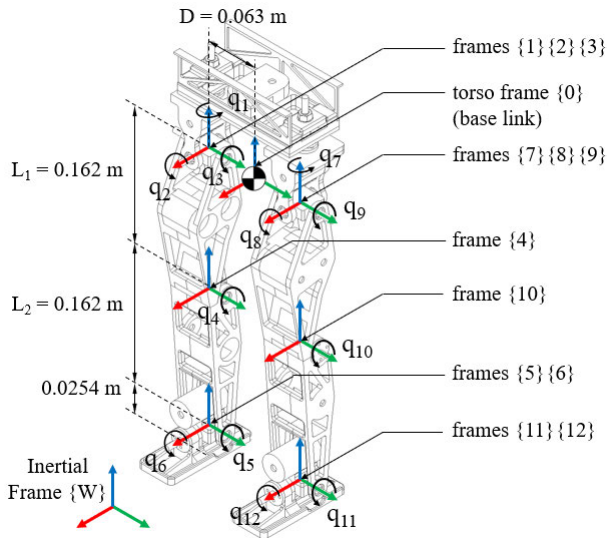 D = 0.063 m
frames {1}{2}{3}
torso frame {0}
(base link)
q₁
L₁ = 0.162 m
q₂
q₃
q₇
frames {7}{8}{9}
q₈
q₉
frame {4}
L₂ = 0.162 m
q₄
frame {10}
q₁₀
0.0254 m
frames {5}{6}
q₆
q₅
frames {11}{12}
Inertial
Frame {W}
q₁₂
q₁₁